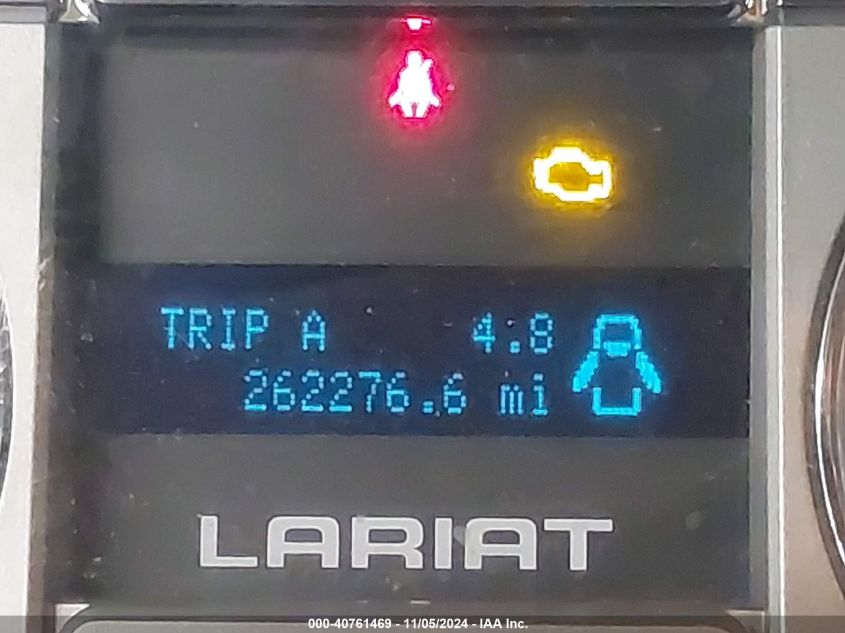 TRIP A 4.8
262276.6 mi
LARIAT
000-40761469 - 11/05/2024 - IAA Inc.